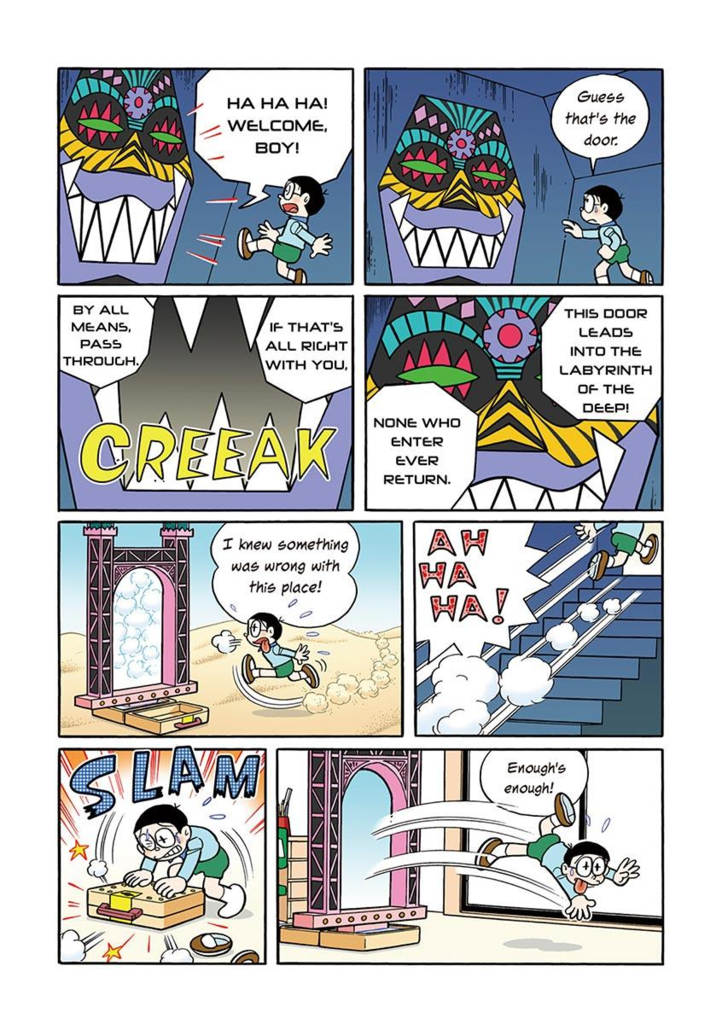 Guess
that's the
door.
HA HA HA!
WELCOME,
BOY!
THIS DOOR
LEADS
INTO THE
LABYRINTH
OF THE
DEEP!
NONE WHO
ENTER
EVER
RETURN.
IF THAT'S
ALL RIGHT
WITH YOU,
BY ALL
MEANS,
PASS
THROUGH.
CREEAK
AH
HA
HA!
I knew something
was wrong with
this place!
Enough's
enough!
SLAM